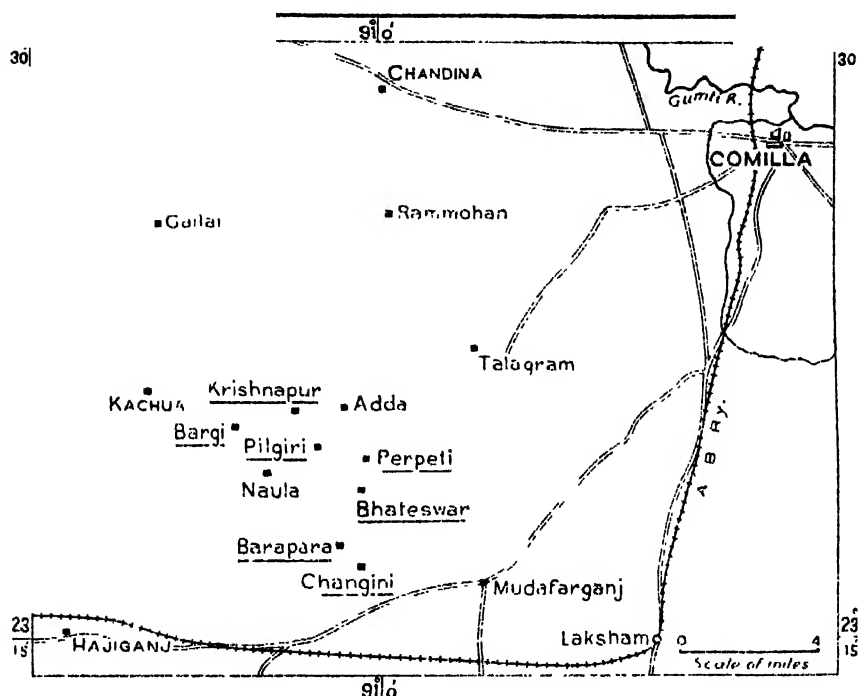 91°0'
30'
30
CHANDINA
Gumti R.
COMILLA
Gallai
Rammohan
Talagram
KACHUA
Krishnapur
Adda
Bargi
Pilgiri
Perpeti
Naula
Bhateswar
A B Ry.
Barapara
Changini
Mudafarganj
23
15'
HAJIGANJ
Laksham
0 4
Scale of miles
23°
15'
91°0'